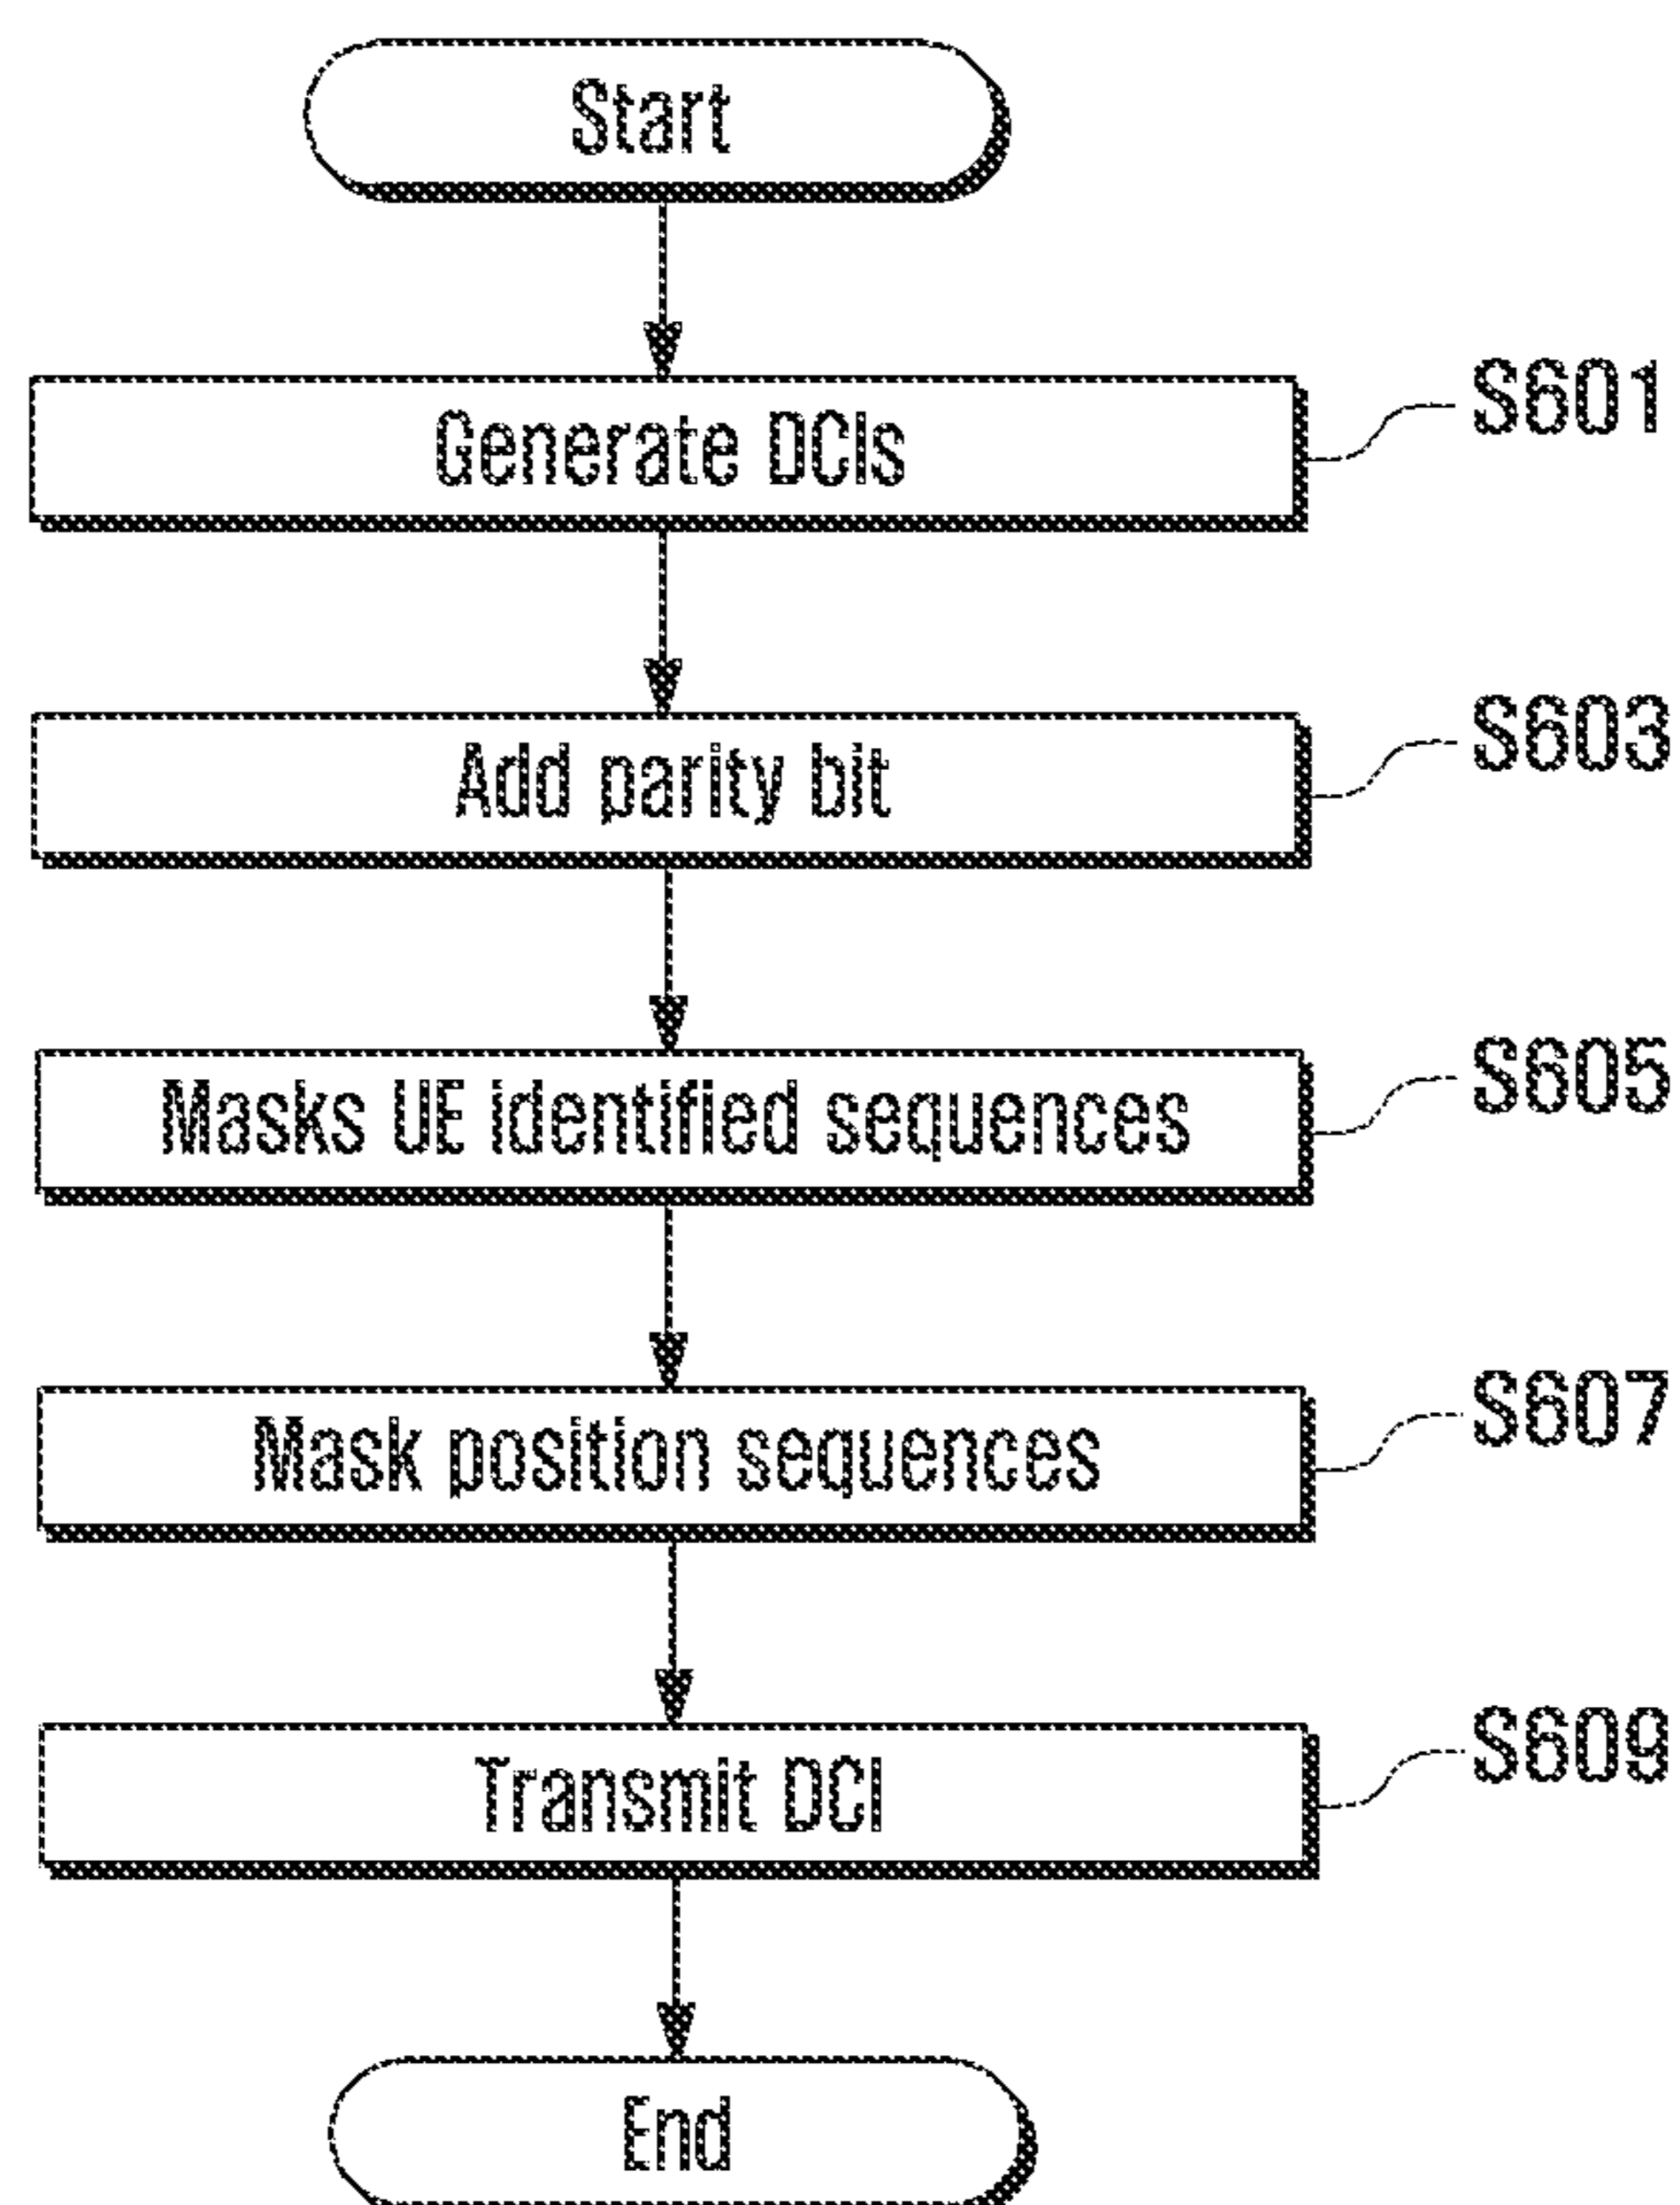 Start
Generate DCIs
S601
Add parity bit
S603
Masks UE identified sequences
S605
Mask position sequences
S607
Transmit DCI
S609
End